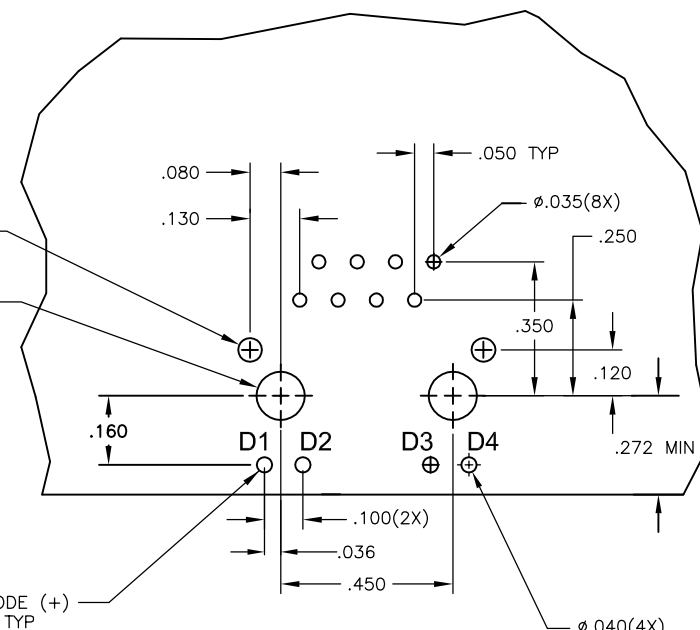 .050 TYP
.080
ø.035(8X)
.130
.250
.350
.120
.160
D1 D2 D3 D4
.272 MIN
.100(2X)
.036
.450
ODE (+)
TYP
ø.040(4X)